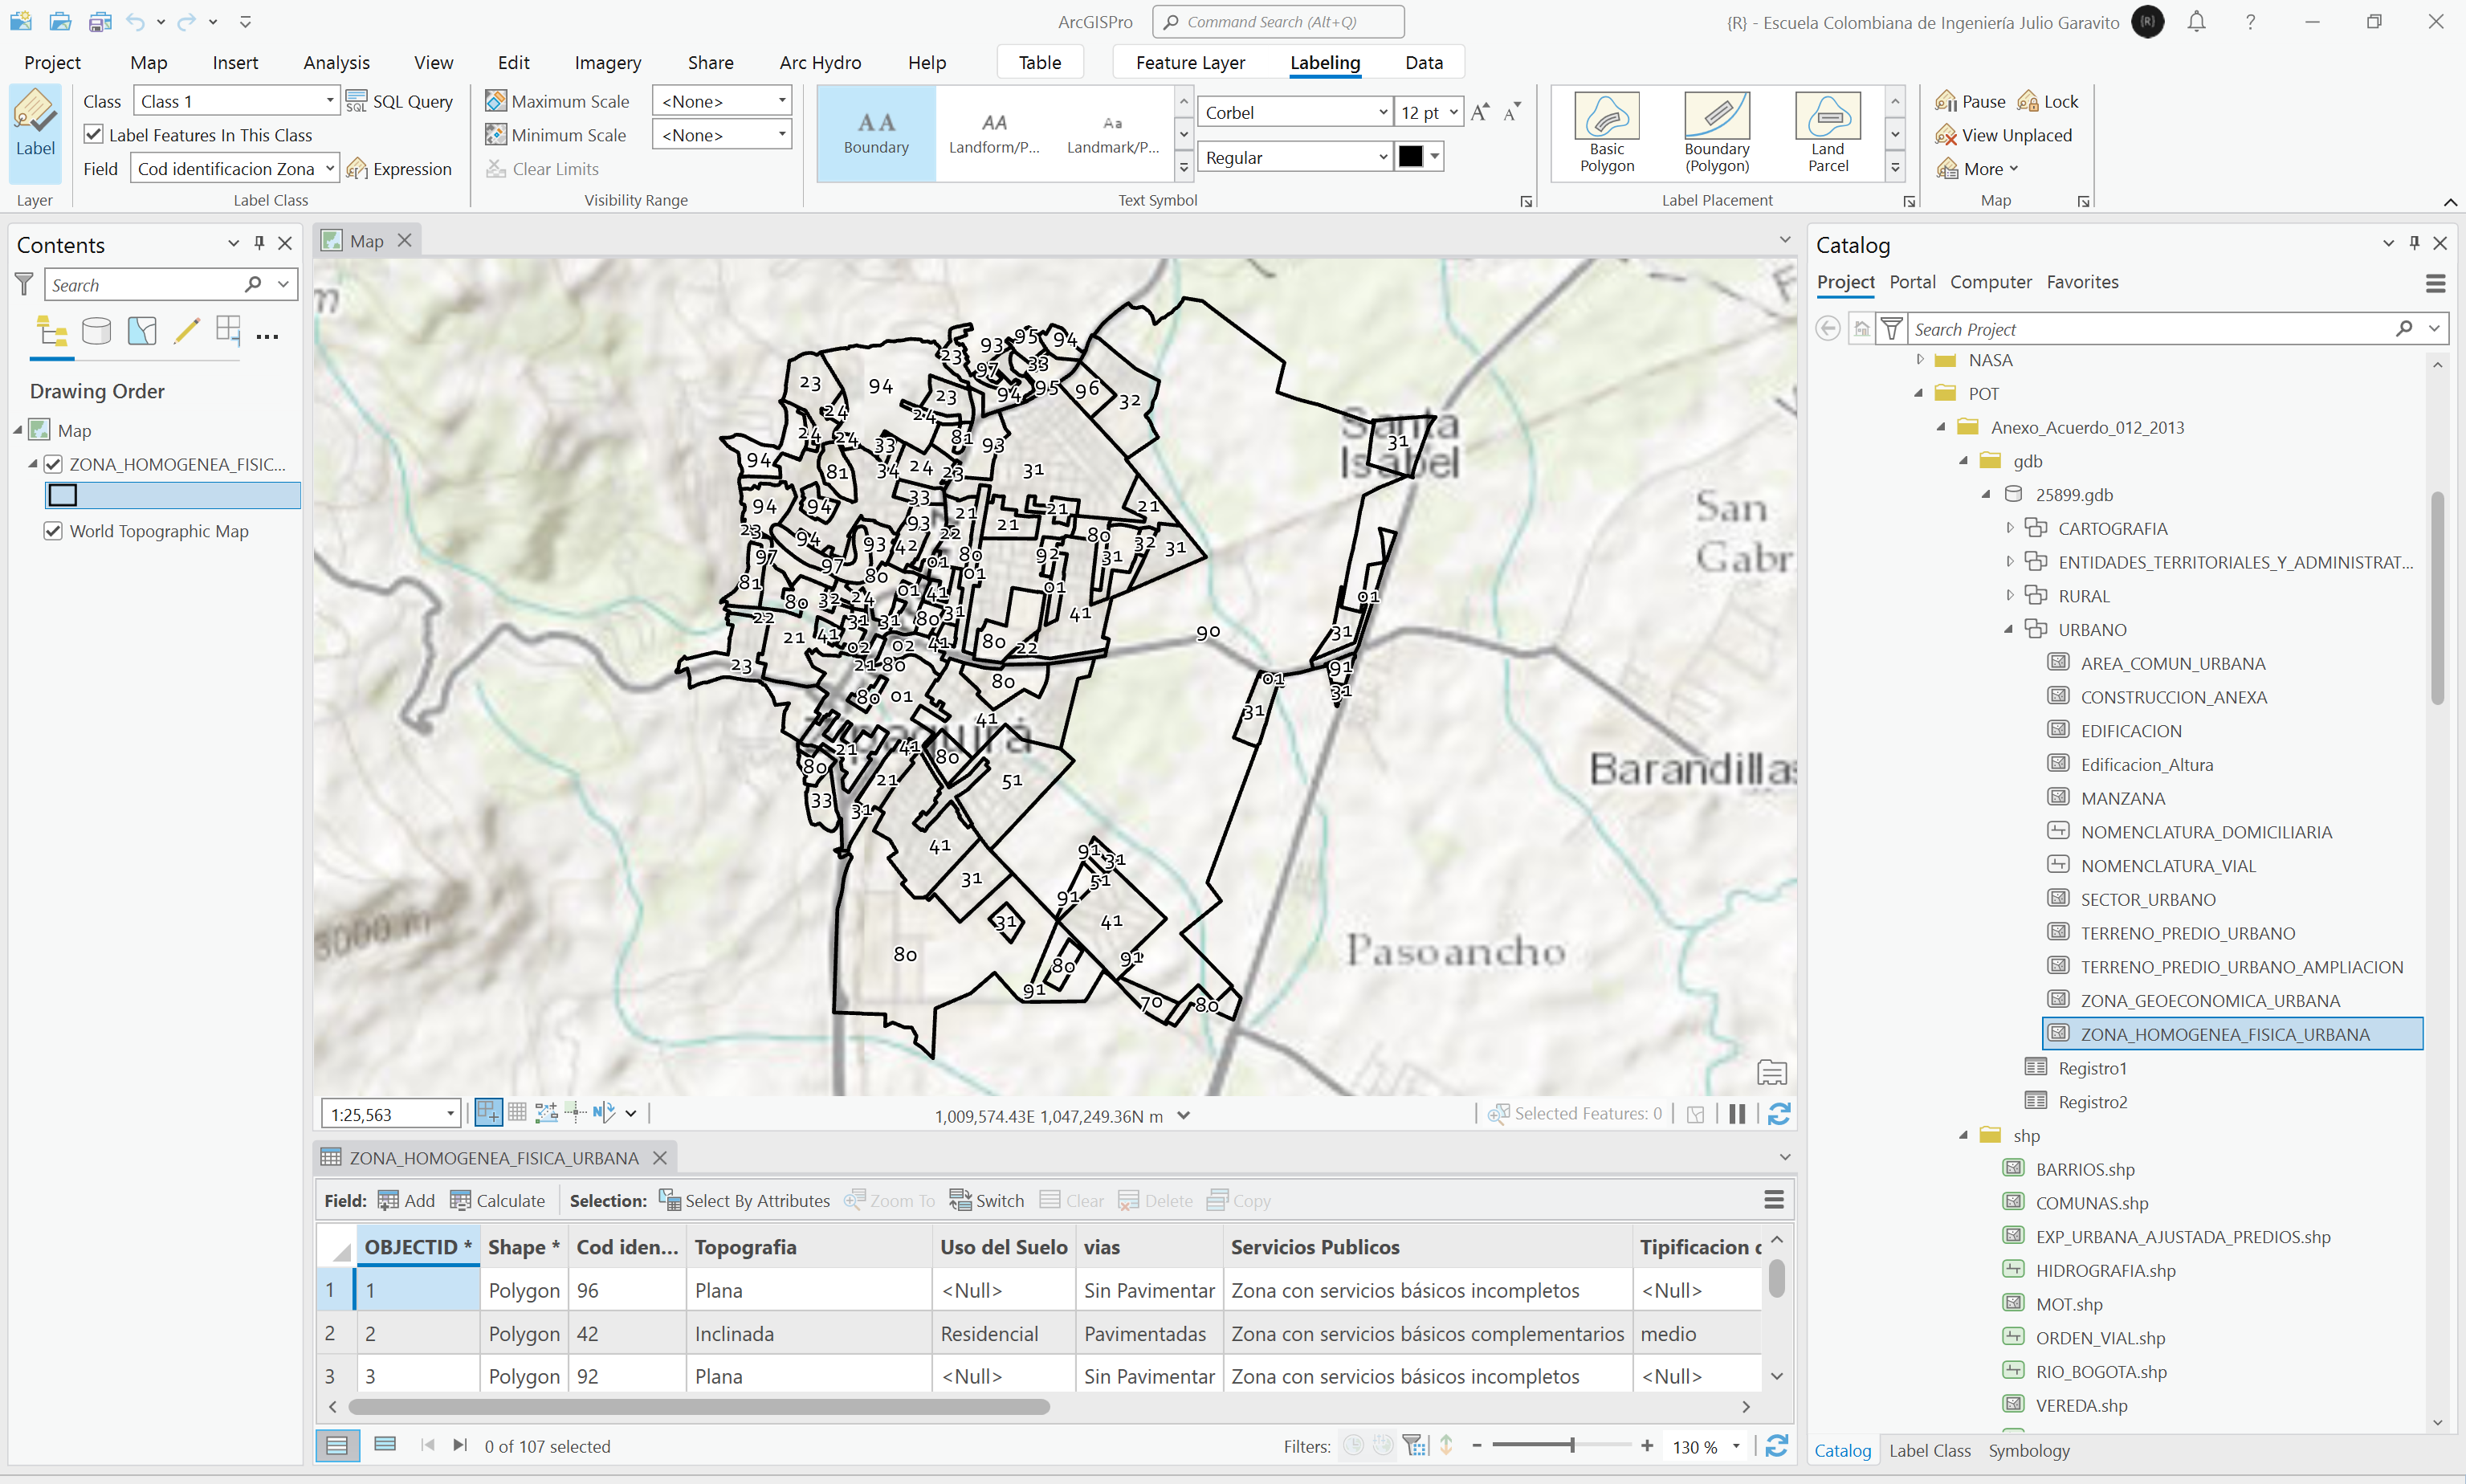 ArcGISPro
Command Search (Alt+Q)
{R} - Escuela Colombiana de Ingeniería Julio Garavito
{R}
Project Map Insert Analysis View Edit Imagery Share Arc Hydro Help Table Feature Layer Labeling Data
Class Class 1 SQL Query
Label Features In This Class
Field Cod identificacion Zona Expression
Label
Layer
Label Class
Maximum Scale <None>
Minimum Scale <None>
Clear Limits
Visibility Range
Boundary
Landform/P...
Landmark/P...
Corbel 12 pt
Regular
Text Symbol
Basic Polygon
Boundary (Polygon)
Land Parcel
Label Placement
Pause Lock
View Unplaced
More
Map
Contents
Search
Drawing Order
Map
ZONA_HOMOGENEA_FISIC...
World Topographic Map
Map
Santa Isabel
San Gabri
Zipaquirá
Barandillas
Pasoancho
3000 m
23 94 23 93 95 94
97 33 94 95 96 32
24 24 24 23 24 33 81 93
94 81 34 24 23 31 31
94 94 33 21 21 21 21
23 94 93 93 42 22 80 92 80 31 32 31
97 97 81 80 01 80 01 01
80 32 24 01 41 31 41 01
22 21 41 31 31 80 80 22 90 31
23 02 02 41 21 80 80 91 31
80 01 41 01 31
21 41 80 51
80 21 33 31
41 31 91 31 51 91 41
31 80 80 91 91 70 80
1:25,563
1,009,574.43E 1,047,249.36N m
Selected Features: 0
ZONA_HOMOGENEA_FISICA_URBANA
Field: Add Calculate Selection: Select By Attributes Zoom To Switch Clear Delete Copy
OBJECTID * Shape * Cod iden... Topografia Uso del Suelo vias Servicios Publicos Tipificacion
1 1 Polygon 96 Plana <Null> Sin Pavimentar Zona con servicios básicos incompletos <Null>
2 2 Polygon 42 Inclinada Residencial Pavimentadas Zona con servicios básicos complementarios medio
3 3 Polygon 92 Plana <Null> Sin Pavimentar Zona con servicios básicos incompletos <Null>
0 of 107 selected
Filters: 130 %
Catalog
Project Portal Computer Favorites
Search Project
NASA
POT
Anexo_Acuerdo_012_2013
gdb
25899.gdb
CARTOGRAFIA
ENTIDADES_TERRITORIALES_Y_ADMINISTRAT...
RURAL
URBANO
AREA_COMUN_URBANA
CONSTRUCCION_ANEXA
EDIFICACION
Edificacion_Altura
MANZANA
NOMENCLATURA_DOMICILIARIA
NOMENCLATURA_VIAL
SECTOR_URBANO
TERRENO_PREDIO_URBANO
TERRENO_PREDIO_URBANO_AMPLIACION
ZONA_GEOECONOMICA_URBANA
ZONA_HOMOGENEA_FISICA_URBANA
Registro1
Registro2
shp
BARRIOS.shp
COMUNAS.shp
EXP_URBANA_AJUSTADA_PREDIOS.shp
HIDROGRAFIA.shp
MOT.shp
ORDEN_VIAL.shp
RIO_BOGOTA.shp
VEREDA.shp
Catalog Label Class Symbology